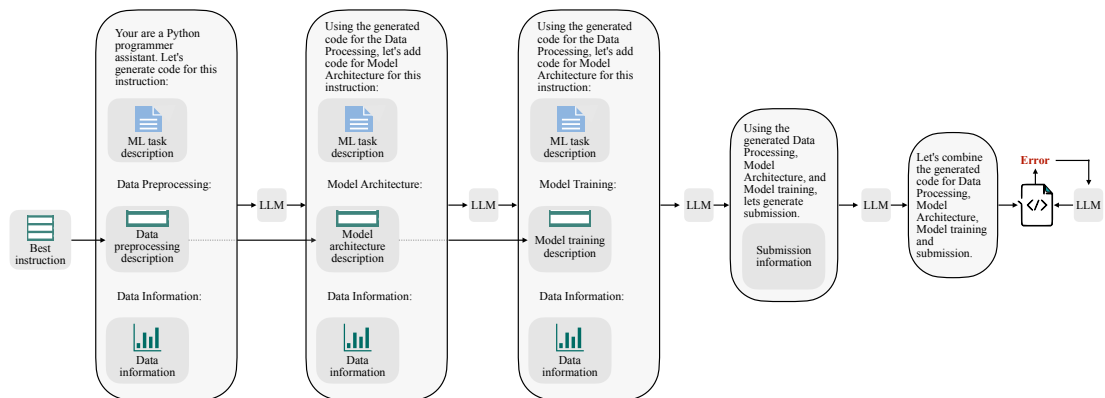 Best
instruction
Your are a Python
programmer
assistant. Let's
generate code for this
instruction:
ML task
description
Data Preprocessing:
Data
preprocessing
description
Data Information:
Data
information
LLM
Using the generated
code for the Data
Processing, let's add
code for Model
Architecture for this
instruction:
ML task
description
Model Architecture:
Model
architecture
description
Data Information:
Data
information
LLM
Using the generated
code for the Data
Processing, let's add
code for Model
Architecture for this
instruction:
ML task
description
Model Training:
Model training
description
Data Information:
Data
information
LLM
Using the
generated Data
Processing,
Model
Architecture, and
Model training,
lets generate
submission.
Submission
information
LLM
Let's combine
the generated
code for Data
Processing,
Model
Architecture,
Model training
and
submission.
Error
</>
LLM